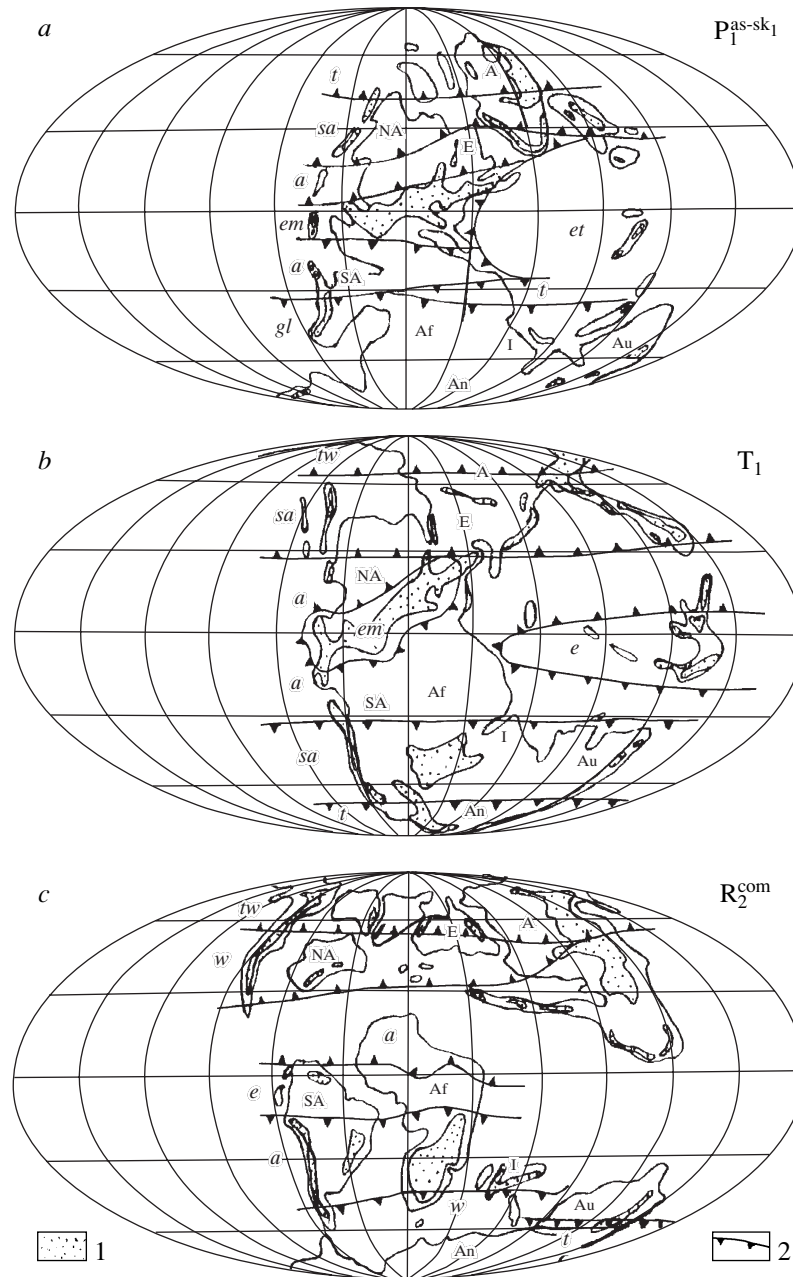 a P₁ᵃˢ⁻ˢᵏ¹
A
t
sa NA
E
a
em et
a
SA
t
gl Af I Au
An
b T₁
tw
A
sa E
NA
a
em
e
a
SA Af
I
sa Au
t An
c R₂ᶜᵒᵐ
tw
E A
w NA
a
e SA Af
a
I
w Au
t
An
1 2